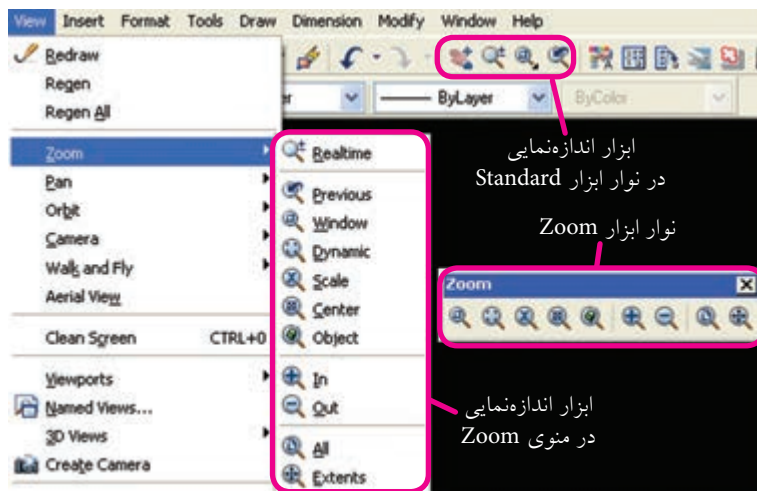 View Insert Format Tools Draw Dimension Modify Window Help
Redraw
Regen
Regen All
ByLayer
ByColor
Zoom
Pan
Orbit
Camera
Walk and Fly
Aerial View
Clean Screen CTRL+0
Viewports
Named Views...
3D Views
Create Camera
Realtime
Previous
Window
Dynamic
Scale
Center
Object
In
Out
All
Extents
ابزار اندازه‌نمایی
در نوار ابزار Standard
نوار ابزار Zoom
Zoom
ابزار اندازه‌نمایی
در منوی Zoom